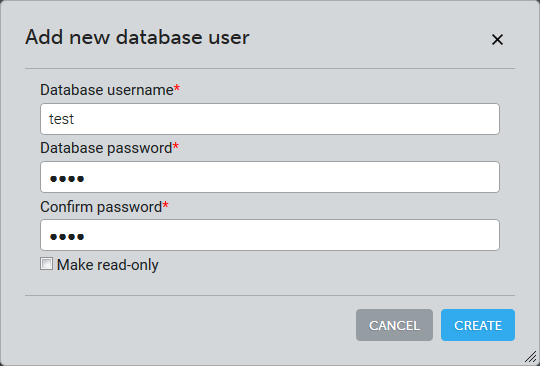 Add new database user
Database username*
test
Database password*
●●●●
Confirm password*
●●●●
Make read-only
CANCEL CREATE